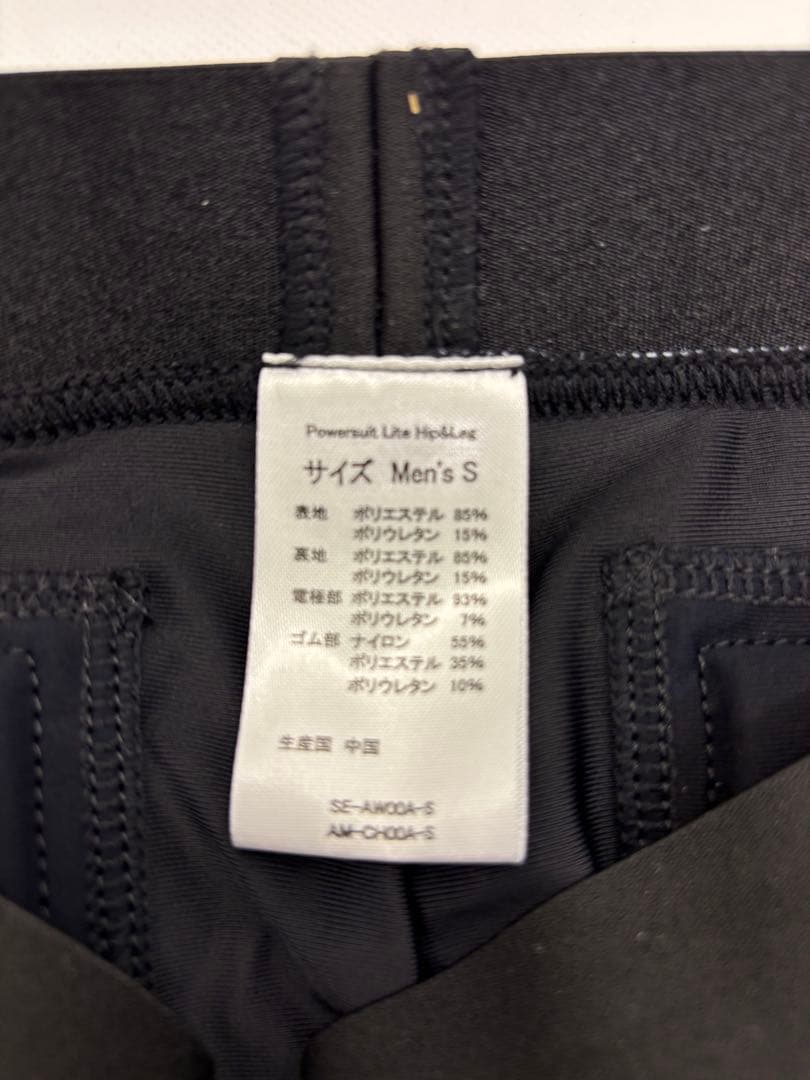 Powersuit Lite Hip&Leg
サイズ Men's S
表地 ポリエステル 85%
ポリウレタン 15%
裏地 ポリエステル 85%
ポリウレタン 15%
電極部 ポリエステル 93%
ポリウレタン 7%
ゴム部 ナイロン 55%
ポリエステル 35%
ポリウレタン 10%
生産国 中国
SE-AW00A-S
AM-CH00A-S